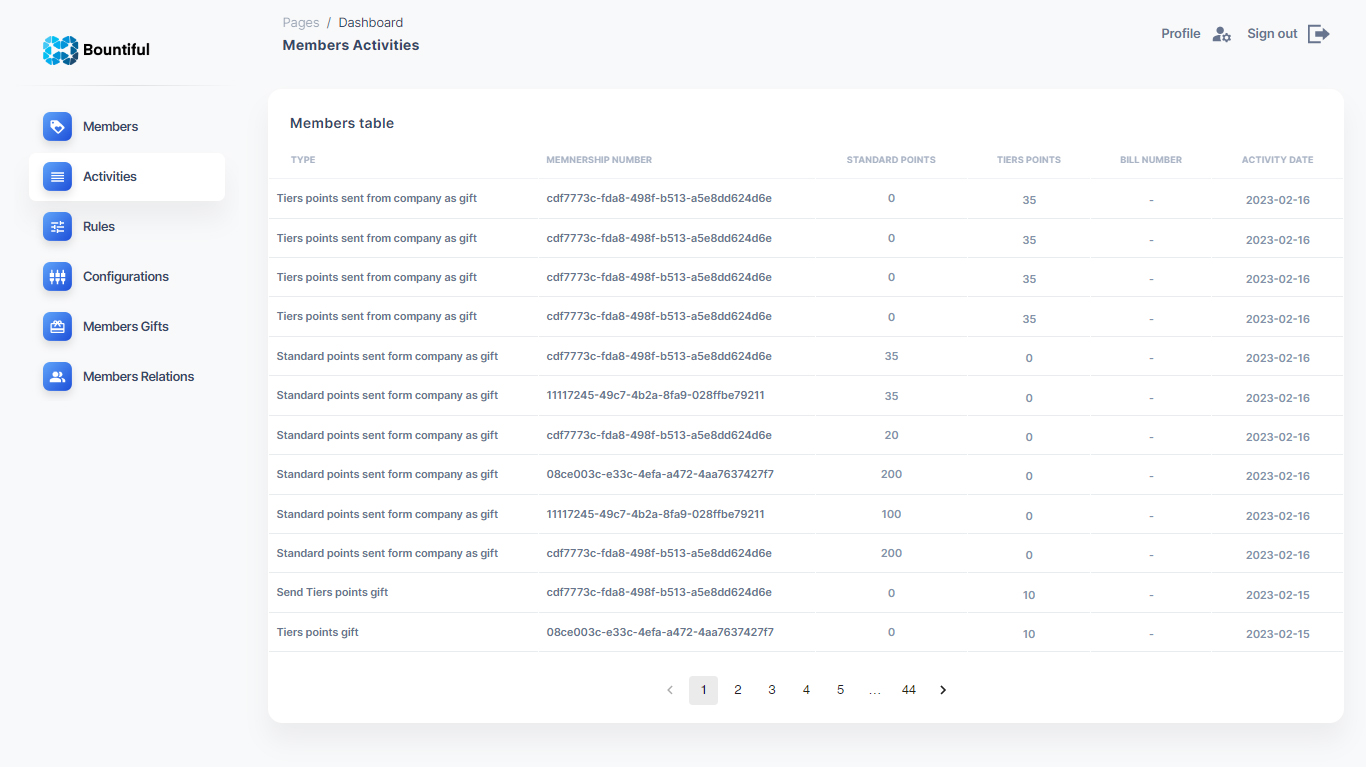 Bountiful
Pages / Dashboard
Members Activities
Profile Sign out
Members
Activities
Rules
Configurations
Members Gifts
Members Relations
Members table
TYPE MEMNERSHIP NUMBER STANDARD POINTS TIERS POINTS BILL NUMBER ACTIVITY DATE
Tiers points sent from company as gift cdf7773c-fda8-498f-b513-a5e8dd624d6e 0 35 - 2023-02-16
Tiers points sent from company as gift cdf7773c-fda8-498f-b513-a5e8dd624d6e 0 35 - 2023-02-16
Tiers points sent from company as gift cdf7773c-fda8-498f-b513-a5e8dd624d6e 0 35 - 2023-02-16
Tiers points sent from company as gift cdf7773c-fda8-498f-b513-a5e8dd624d6e 0 35 - 2023-02-16
Standard points sent form company as gift cdf7773c-fda8-498f-b513-a5e8dd624d6e 35 0 - 2023-02-16
Standard points sent form company as gift 11117245-49c7-4b2a-8fa9-028ffbe79211 35 0 - 2023-02-16
Standard points sent form company as gift cdf7773c-fda8-498f-b513-a5e8dd624d6e 20 0 - 2023-02-16
Standard points sent form company as gift 08ce003c-e33c-4efa-a472-4aa7637427f7 200 0 - 2023-02-16
Standard points sent form company as gift 11117245-49c7-4b2a-8fa9-028ffbe79211 100 0 - 2023-02-16
Standard points sent form company as gift cdf7773c-fda8-498f-b513-a5e8dd624d6e 200 0 - 2023-02-16
Send Tiers points gift cdf7773c-fda8-498f-b513-a5e8dd624d6e 0 10 - 2023-02-15
Tiers points gift 08ce003c-e33c-4efa-a472-4aa7637427f7 0 10 - 2023-02-15
1 2 3 4 5 ... 44